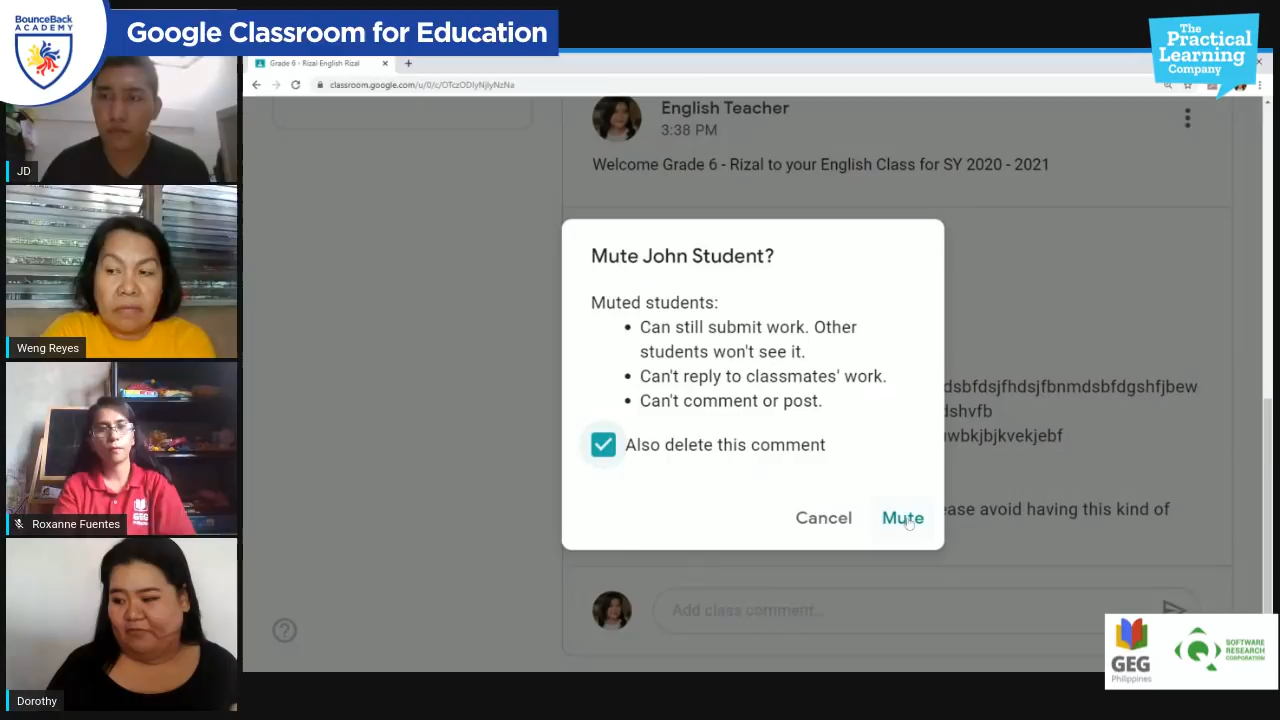 BounceBack
ACADEMY
Google Classroom for Education
The
Practical
Learning
Company
Grade 6 - Rizal English Rizal
classroom.google.com/u/0/c/OTczODIyNjIyNzNa
English Teacher
3:38 PM
Welcome Grade 6 - Rizal to your English Class for SY 2020 - 2021
JD
Mute John Student?
Muted students:
• Can still submit work. Other
students won't see it.
• Can't reply to classmates' work.
• Can't comment or post.
Also delete this comment
Cancel
Mute
dsbfdsjfhdsjfbnmdsbfdgshfjbew
dshvfb
wbkjbjkvekjebf
ease avoid having this kind of
Add class comment...
Weng Reyes
Roxanne Fuentes
Dorothy
GEG
GEG
Philippines
SOFTWARE
RESEARCH
CORPORATION